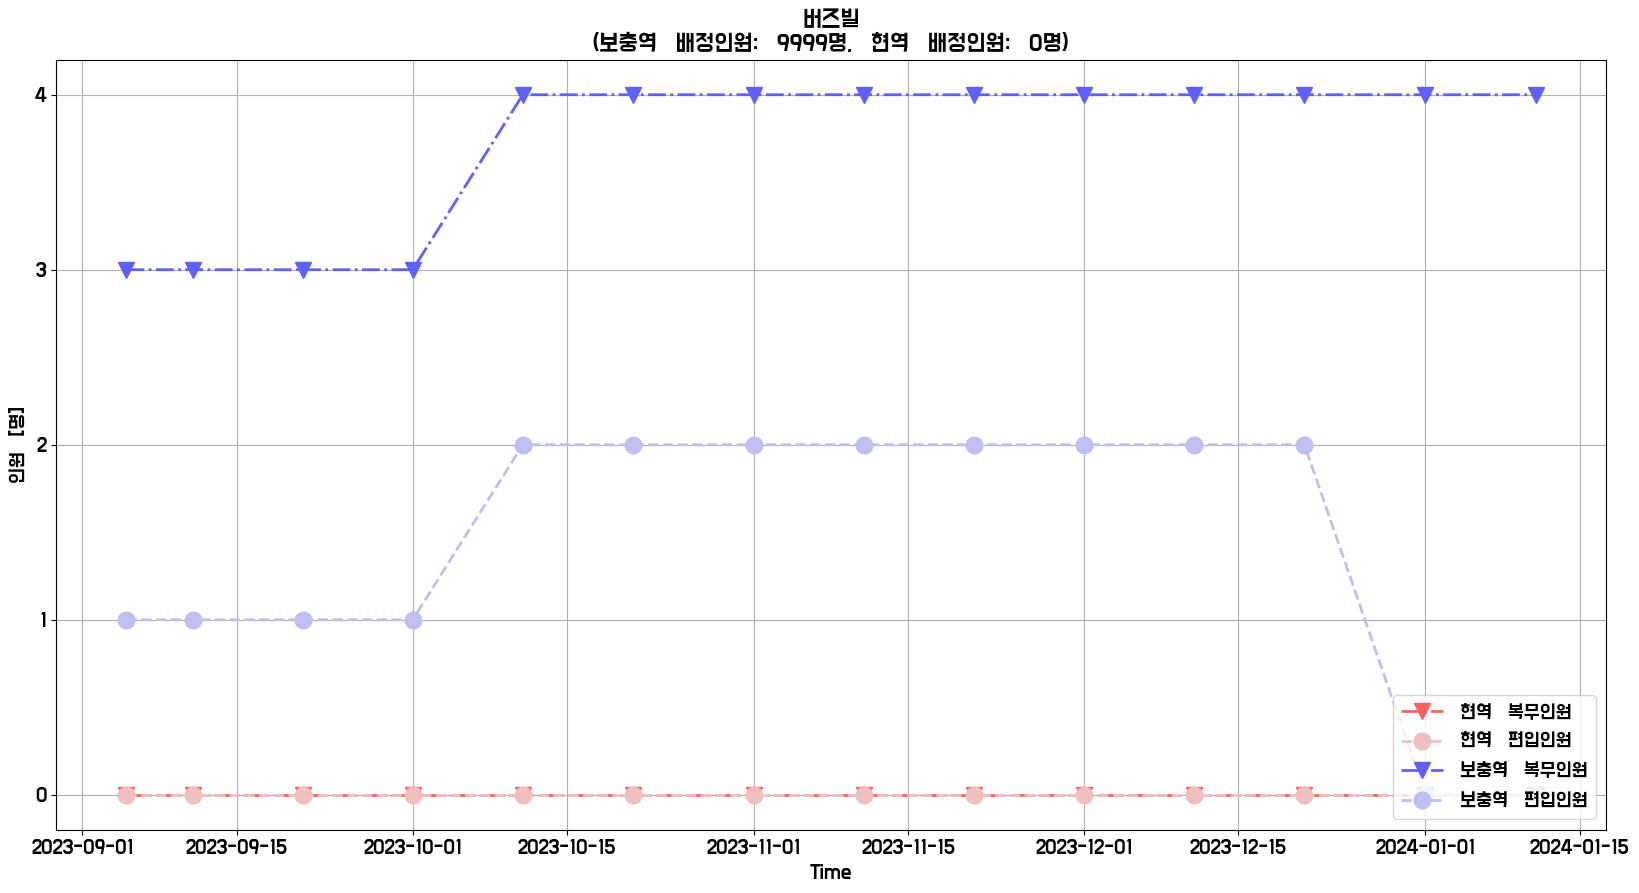 버즈빌
(보충역 배정인원: 9999명, 현역 배정인원: 0명)
4
3
2
1
0
인원 [명]
현역 복무인원
현역 편입인원
보충역 복무인원
보충역 편입인원
2023-09-01 2023-09-15 2023-10-01 2023-10-15 2023-11-01 2023-11-15 2023-12-01 2023-12-15 2024-01-01 2024-01-15
Time